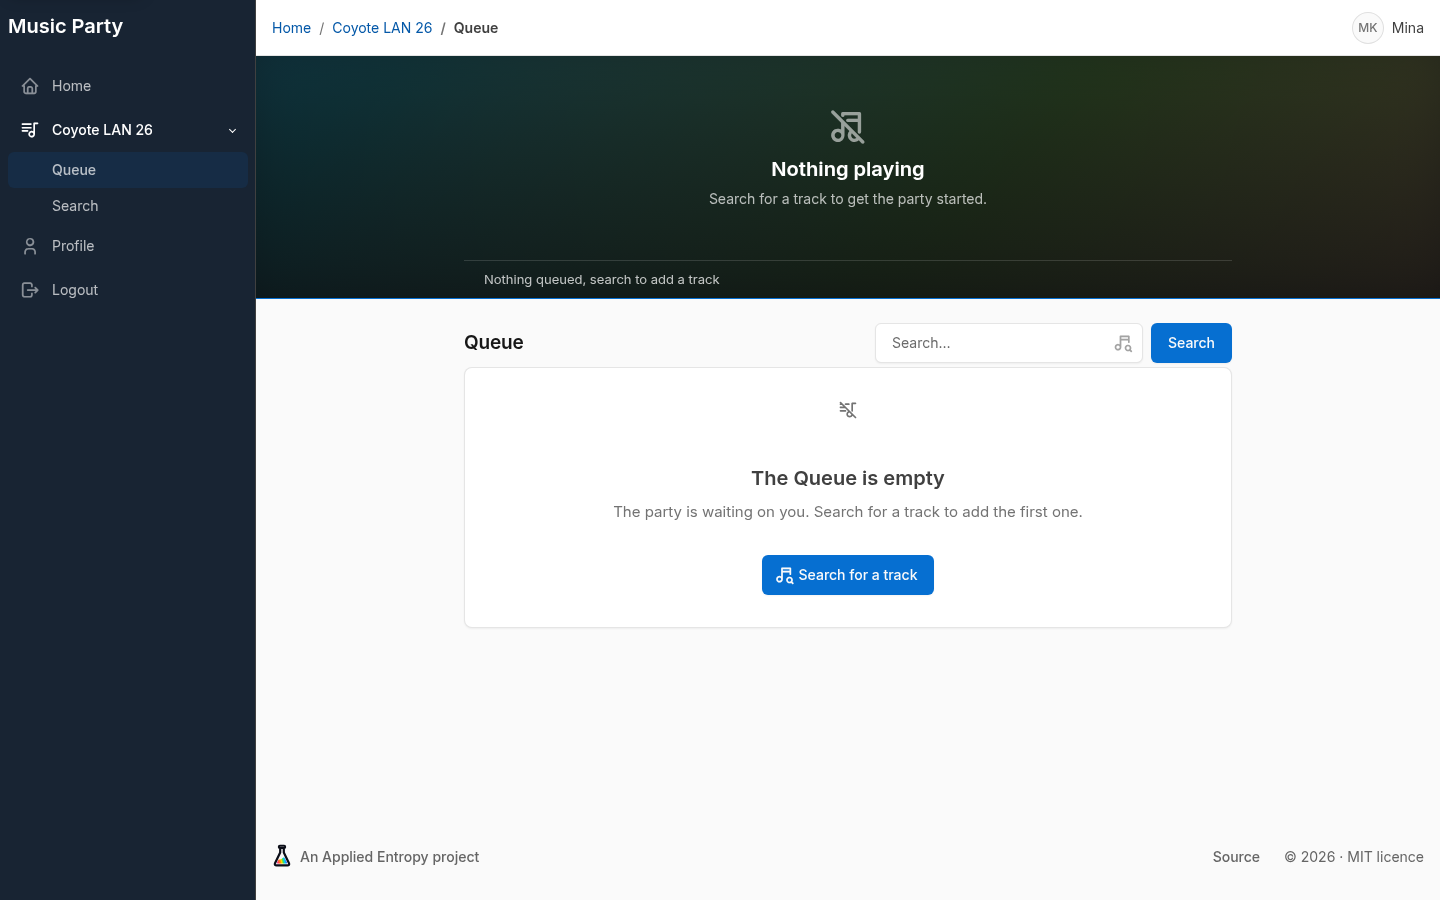 Music Party
Home
Coyote LAN 26
Queue
Search
Profile
Logout
Home / Coyote LAN 26 / Queue
MK Mina
Nothing playing
Search for a track to get the party started.
Nothing queued, search to add a track
Queue
Search...
Search
The Queue is empty
The party is waiting on you. Search for a track to add the first one.
Search for a track
An Applied Entropy project
Source
© 2026 · MIT licence